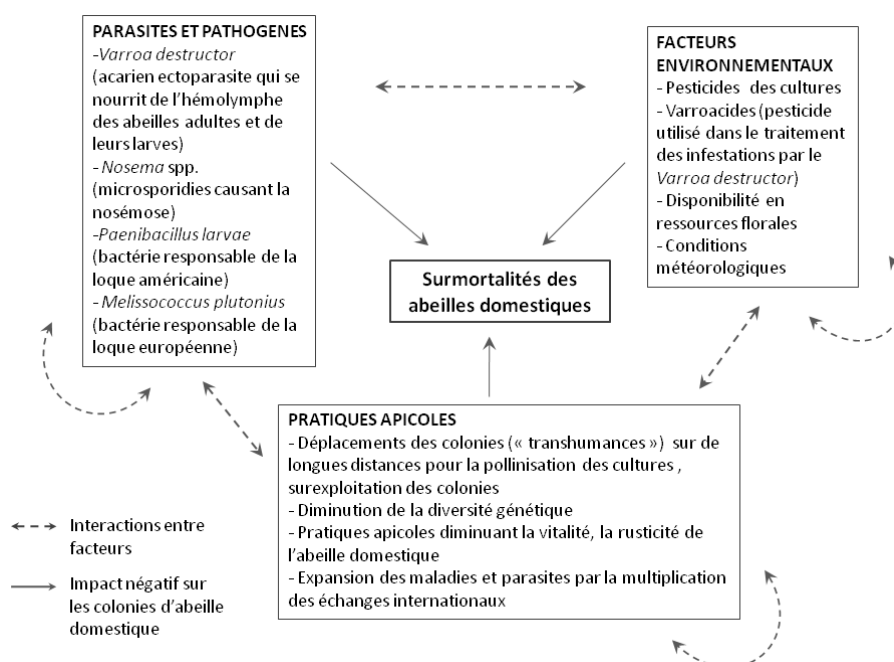 PARASITES ET PATHOGENES
-Varroa destructor
(acarien ectoparasite qui se
nourrit de l'hémolymphe
des abeilles adultes et de
leurs larves)
-Nosema spp.
(microsporidies causant la
nosémose)
-Paenibacillus larvae
(bactérie responsable de la
loque américaine)
-Melissococcus plutonius
(bactérie responsable de la
loque européenne)
FACTEURS
ENVIRONNEMENTAUX
- Pesticides des cultures
- Varroacides (pesticide
utilisé dans le traitement
des infestations par le
Varroa destructor)
- Disponibilité en
ressources florales
- Conditions
météorologiques
Surmortalités des
abeilles domestiques
PRATIQUES APICOLES
- Déplacements des colonies (« transhumances ») sur de
longues distances pour la pollinisation des cultures ,
surexploitation des colonies
- Diminution de la diversité génétique
- Pratiques apicoles diminuant la vitalité, la rusticité de
l'abeille domestique
- Expansion des maladies et parasites par la multiplication
des échanges internationaux
Interactions entre
facteurs
Impact négatif sur
les colonies d'abeille
domestique